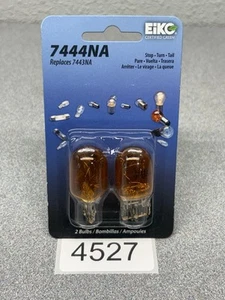 EiKO
7444NA
Replaces 7443NA
Stop - Turn - Tail
Pare - Vuelta - Trasera
Arrêter - Le virage - La queue
2 Bulbs / Bombillas / Ampoules
4527